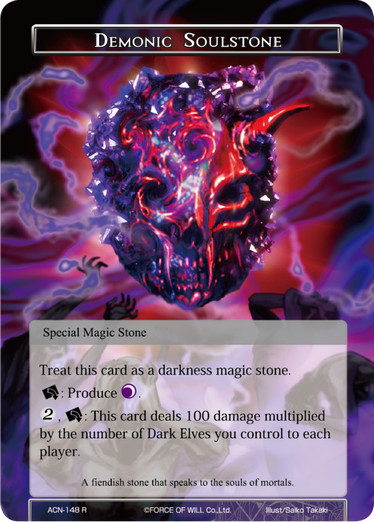 Demonic Soulstone
Special Magic Stone
Treat this card as a darkness magic stone.
: Produce .
2 , : This card deals 100 damage multiplied
by the number of Dark Elves you control to each
player.
A fiendish stone that speaks to the souls of mortals.
ACN-148 R ©FORCE OF WILL Co.,Ltd. Illust/Saiko Takaki